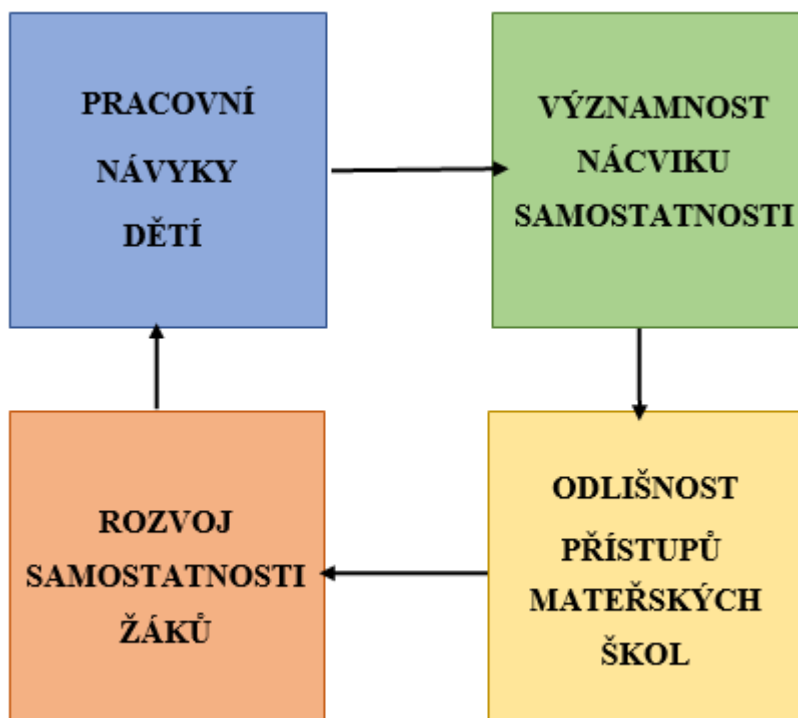 PRACOVNÍ
NÁVYKY
DĚTÍ
VÝZNAMNOST
NÁCVIKU
SAMOSTATNOSTI
ODLIŠNOST
PŘÍSTUPŮ
MATEŘSKÝCH
ŠKOL
ROZVOJ
SAMOSTATNOSTI
ŽÁKŮ